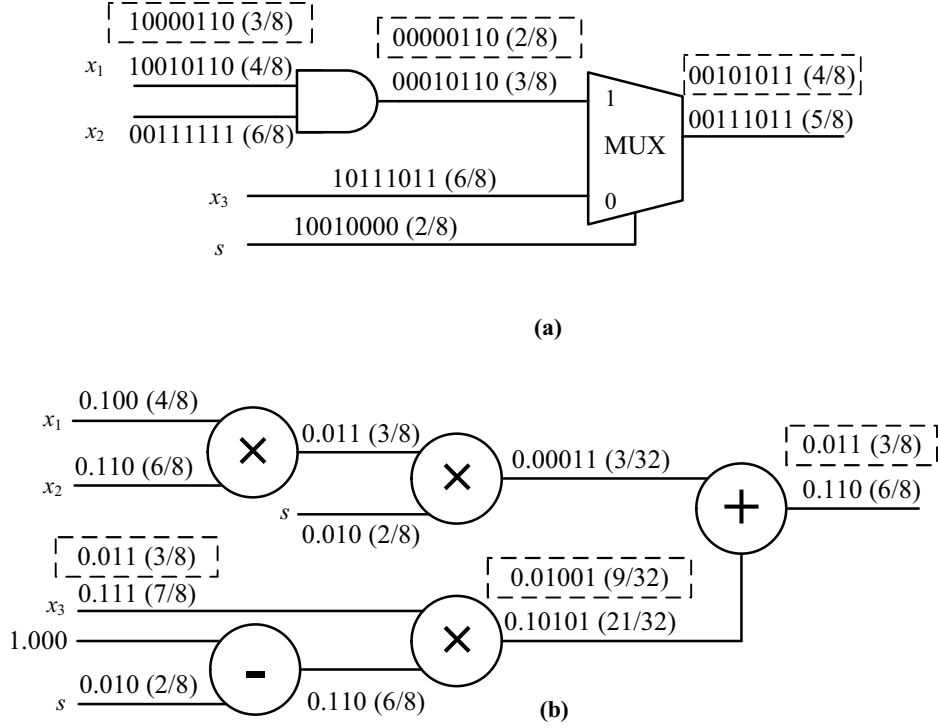 10000110 (3/8)
00000110 (2/8)
x1 10010110 (4/8)
00010110 (3/8)
00101011 (4/8)
00111011 (5/8)
x2 00111111 (6/8)
1
MUX
0
x3 10111011 (6/8)
s 10010000 (2/8)
(a)
x1 0.100 (4/8)
0.011 (3/8)
×
x2 0.110 (6/8)
×
0.00011 (3/32)
s 0.010 (2/8)
+
0.011 (3/8)
0.110 (6/8)
0.011 (3/8)
x3 0.111 (7/8)
0.01001 (9/32)
0.10101 (21/32)
×
1.000
-
s 0.010 (2/8)
0.110 (6/8)
(b)